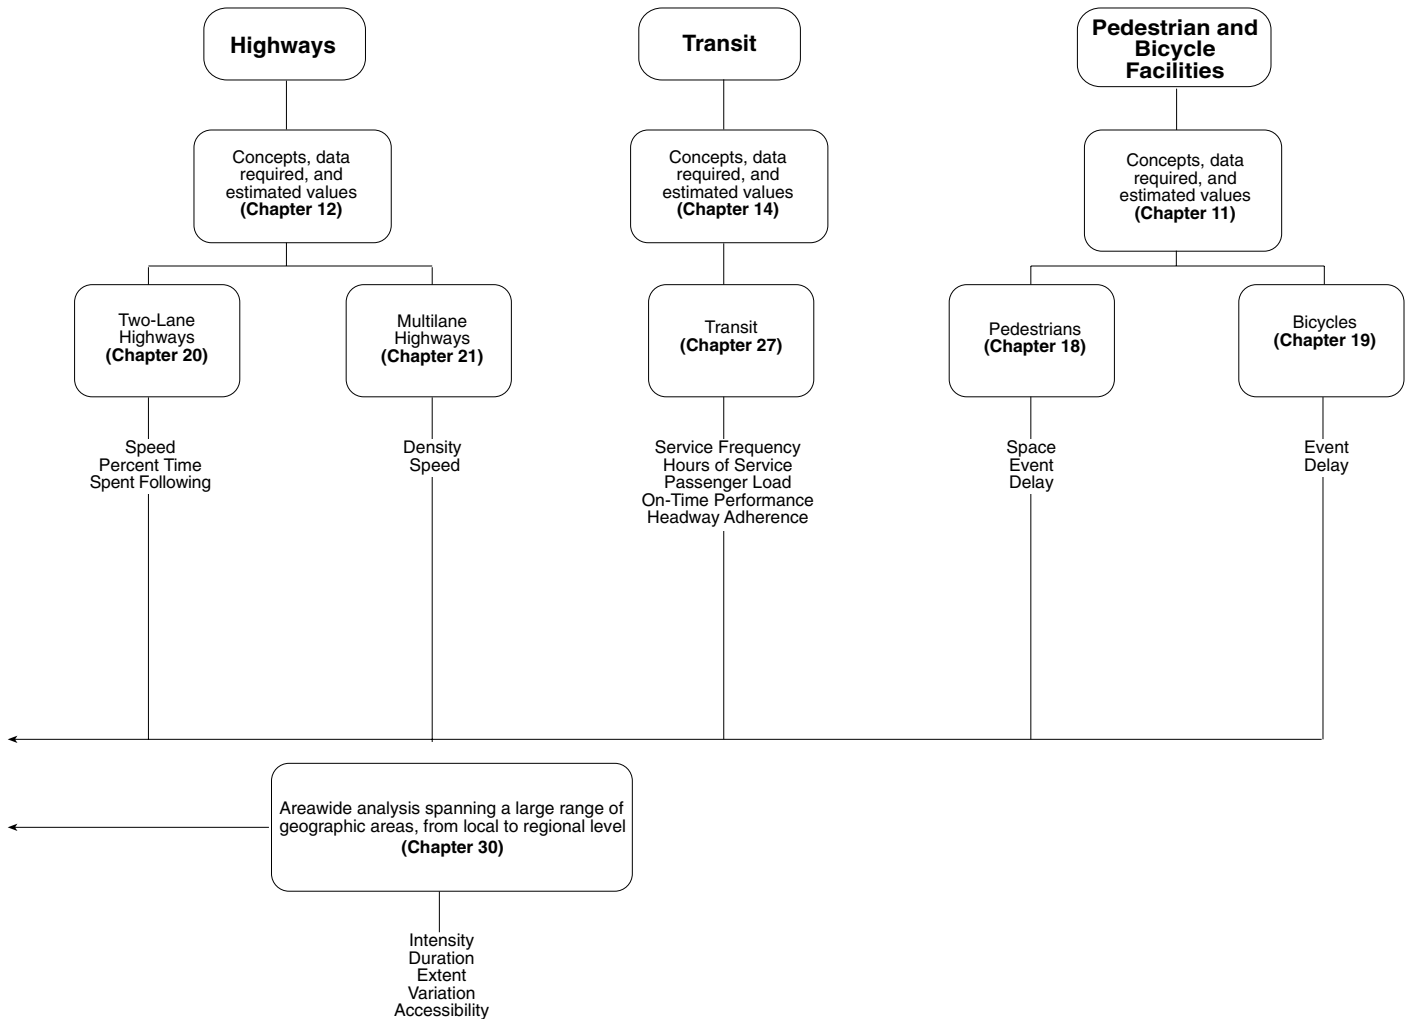 Highways
Transit
Pedestrian and
Bicycle
Facilities
Concepts, data
required, and
estimated values
(Chapter 12)
Concepts, data
required, and
estimated values
(Chapter 14)
Concepts, data
required, and
estimated values
(Chapter 11)
Two-Lane
Highways
(Chapter 20)
Multilane
Highways
(Chapter 21)
Transit
(Chapter 27)
Pedestrians
(Chapter 18)
Bicycles
(Chapter 19)
Speed
Percent Time
Spent Following
Density
Speed
Service Frequency
Hours of Service
Passenger Load
On-Time Performance
Headway Adherence
Space
Event
Delay
Event
Delay
Areawide analysis spanning a large range of
geographic areas, from local to regional level
(Chapter 30)
Intensity
Duration
Extent
Variation
Accessibility